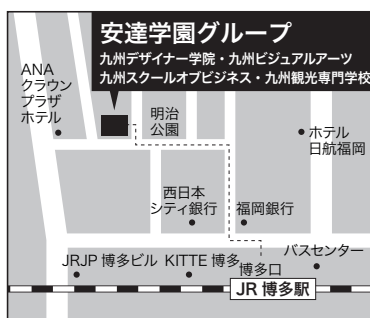 安達学園グループ
九州デザイナー学院・九州ビジュアルアーツ
九州スクールオブビジネス・九州観光専門学校
ANA
クラウン
プラザ
ホテル
明治
公園
ホテル
日航福岡
西日本
シティ銀行
福岡銀行
JRJP 博多ビル
KITTE 博多
博多口
バスセンター
JR 博多駅